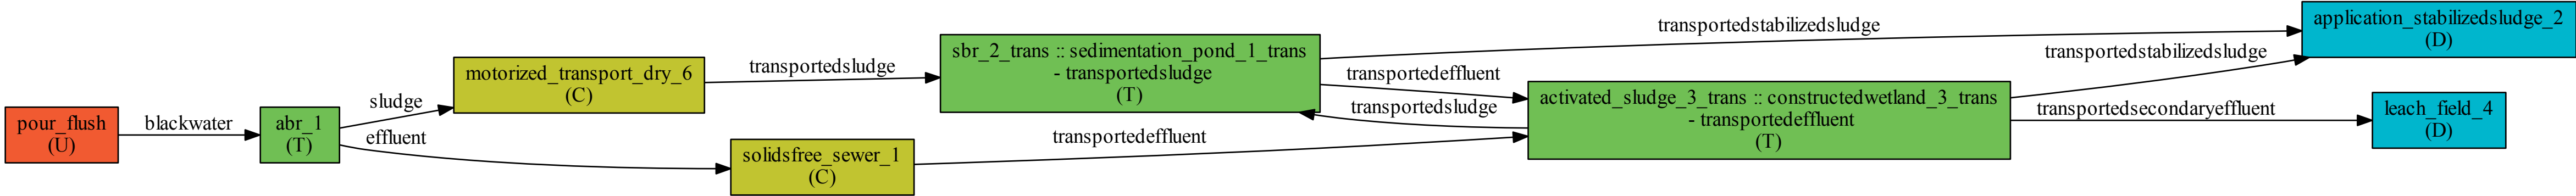 pour_flush
(U)
blackwater
abr_1
(T)
sludge
effluent
motorized_transport_dry_6
(C)
solidsfree_sewer_1
(C)
transportedsludge
transportedeffluent
sbr_2_trans :: sedimentation_pond_1_trans
- transportedsludge
(T)
transportedstabilizedsludge
transportedeffluent
transportedsludge
activated_sludge_3_trans :: constructedwetland_3_trans
- transportedeffluent
(T)
transportedstabilizedsludge
transportedsecondaryeffluent
application_stabilizedsludge_2
(D)
leach_field_4
(D)